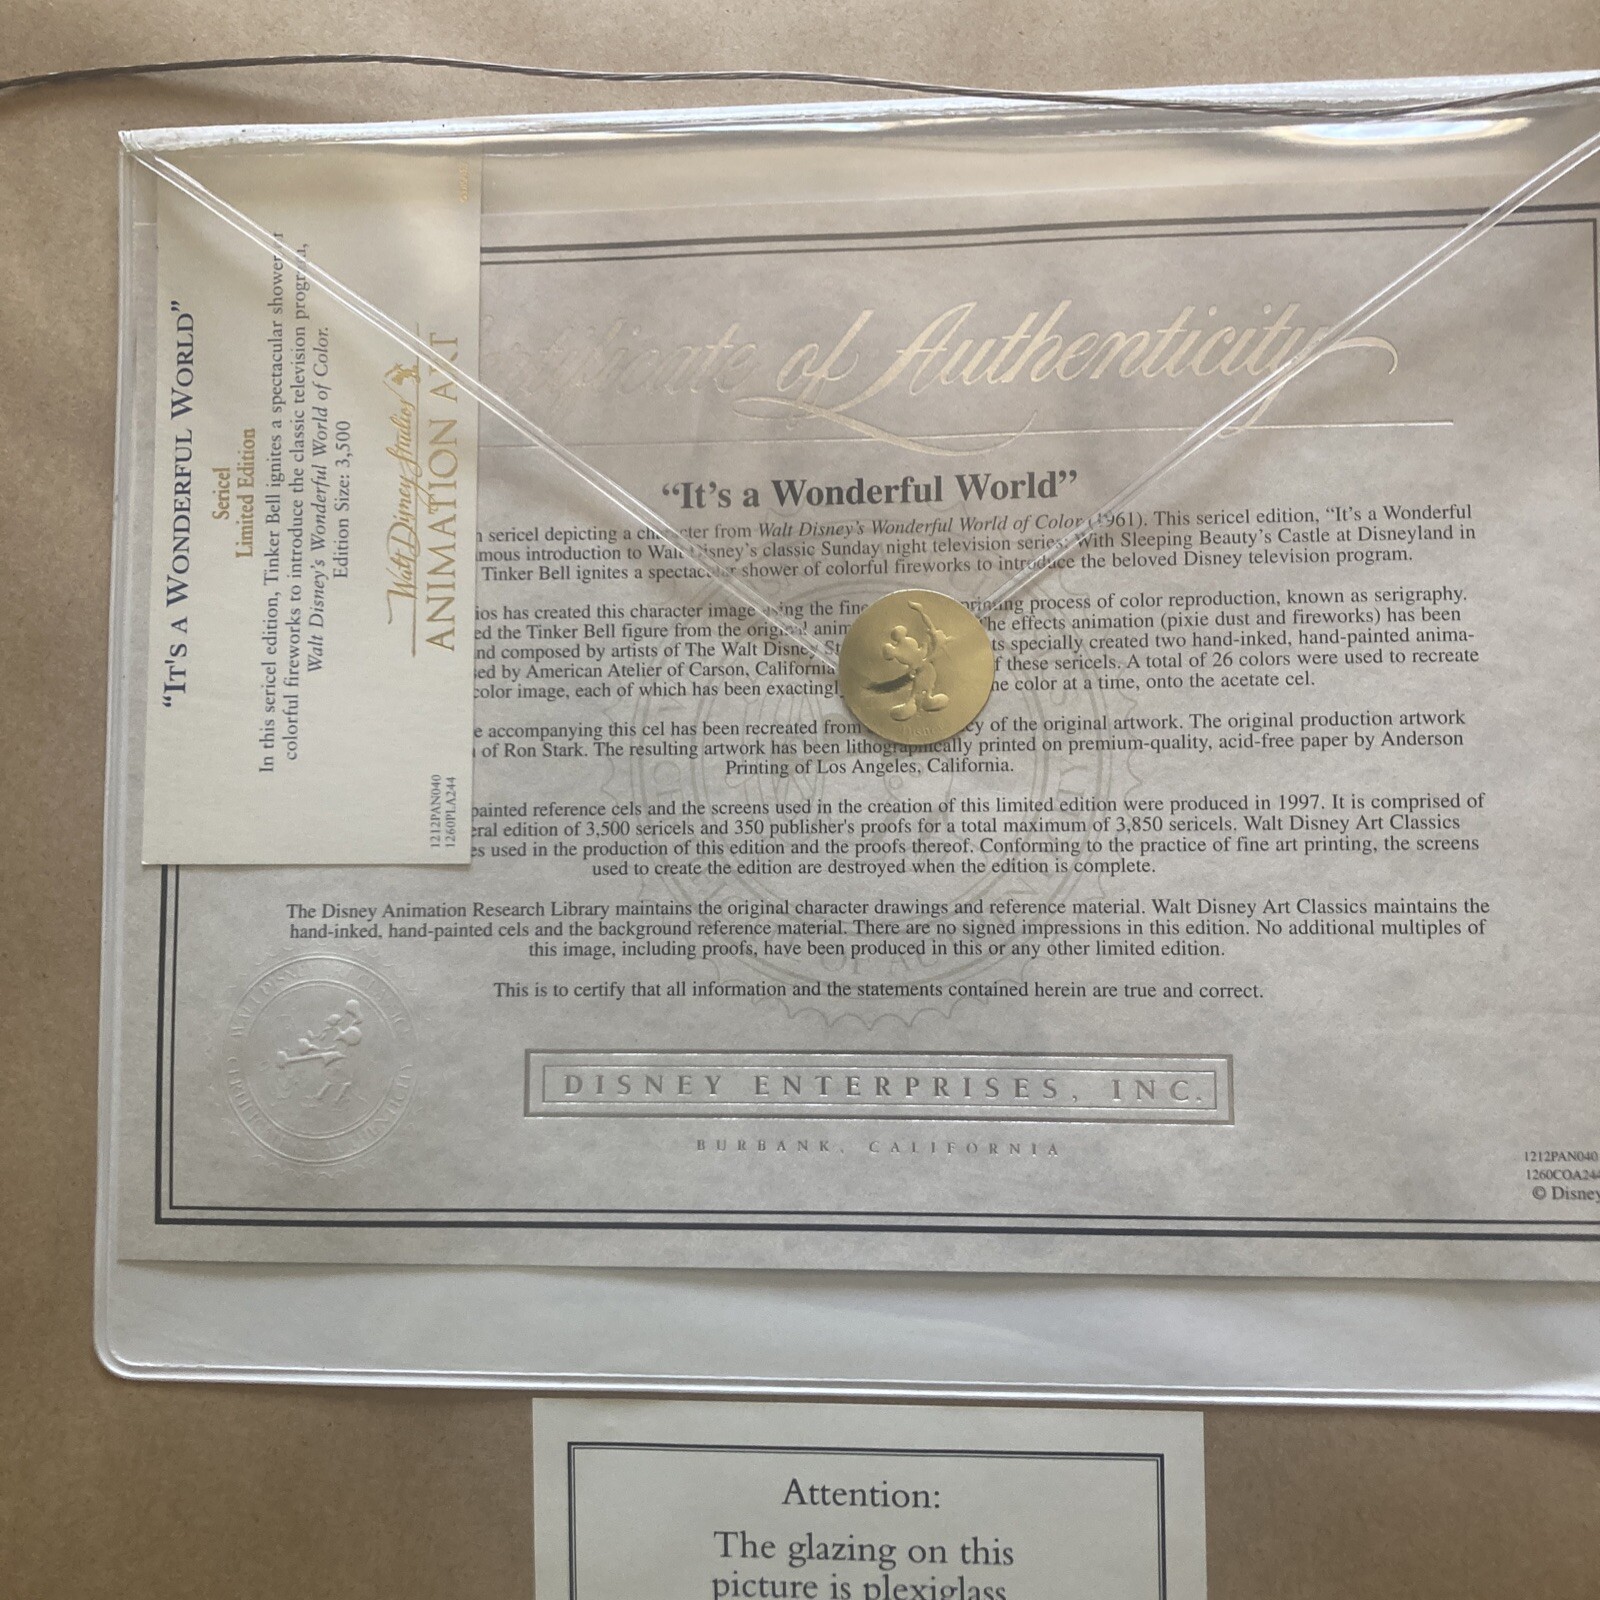 “IT'S A WONDERFUL WORLD”
Sericel
Limited Edition
In this sericel edition, Tinker Bell ignites a spectacular shower of
colorful fireworks to introduce the classic television program,
Walt Disney's Wonderful World of Color.
Edition Size: 3,500
Walt Disney Studios
ANIMATION ART
1212PAN040
1260PLA244
Certificate of Authenticity
“It’s a Wonderful World”
sericel depicting a character from Walt Disney’s Wonderful World of Color (1961). This sericel edition, “It’s a Wonderful
mous introduction to Walt Disney’s classic Sunday night television series: With Sleeping Beauty’s Castle at Disneyland in
Tinker Bell ignites a spectacular shower of colorful fireworks to introduce the beloved Disney television program.
ios has created this character image using the fine printing process of color reproduction, known as serigraphy.
ed the Tinker Bell figure from the original anim he effects animation (pixie dust and fireworks) has been
nd composed by artists of The Walt Disney St ts specially created two hand-inked, hand-painted anima-
ed by American Atelier of Carson, California f these sericels. A total of 26 colors were used to recreate
color image, each of which has been exactingl ne color at a time, onto the acetate cel.
e accompanying this cel has been recreated from ey of the original artwork. The original production artwork
of Ron Stark. The resulting artwork has been lithographically printed on premium-quality, acid-free paper by Anderson
Printing of Los Angeles, California.
painted reference cels and the screens used in the creation of this limited edition were produced in 1997. It is comprised of
eral edition of 3,500 sericels and 350 publisher's proofs for a total maximum of 3,850 sericels. Walt Disney Art Classics
es used in the production of this edition and the proofs thereof. Conforming to the practice of fine art printing, the screens
used to create the edition are destroyed when the edition is complete.
The Disney Animation Research Library maintains the original character drawings and reference material. Walt Disney Art Classics maintains the
hand-inked, hand-painted cels and the background reference material. There are no signed impressions in this edition. No additional multiples of
this image, including proofs, have been produced in this or any other limited edition.
This is to certify that all information and the statements contained herein are true and correct.
DISNEY ENTERPRISES, INC.
BURBANK, CALIFORNIA
1212PAN040
1260COA244
© Disney
Attention:
The glazing on this
picture is plexiglass